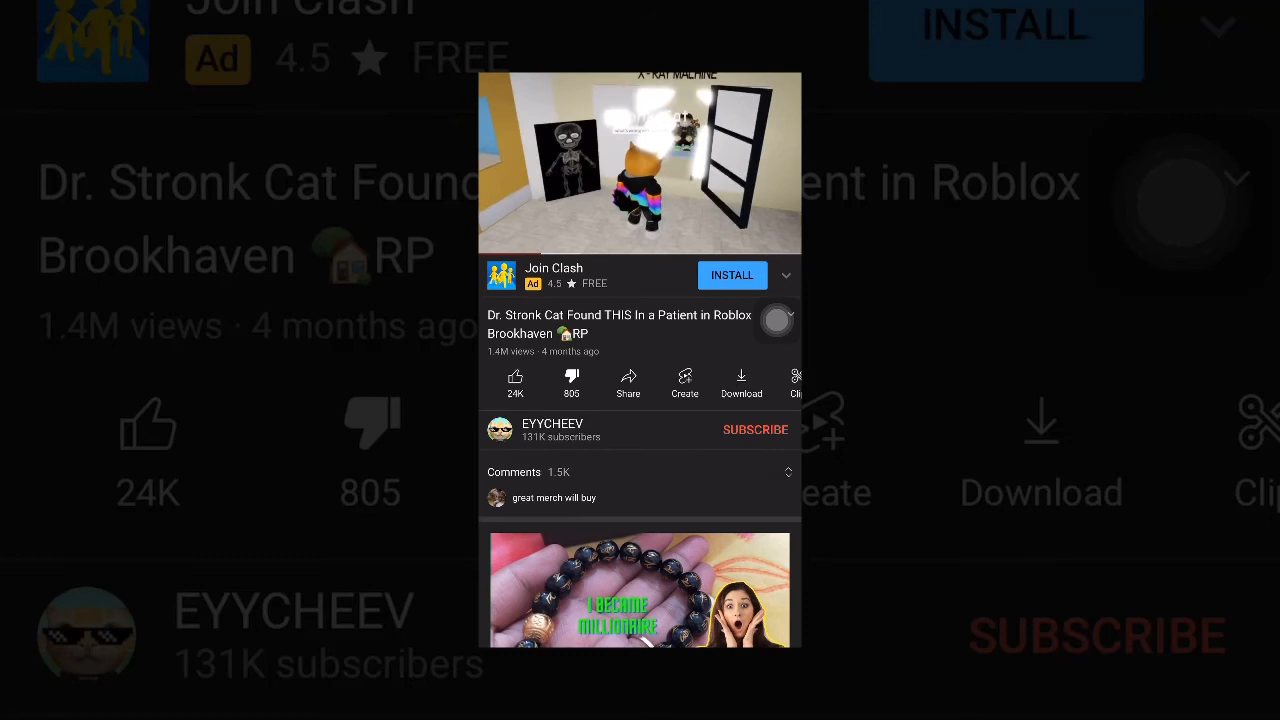 X - RAY MACHINE
Join Clash
Ad 4.5 ★ FREE
INSTALL
Dr. Stronk Cat Found THIS In a Patient in Roblox
Brookhaven 🏡RP
1.4M views · 4 months ago
24K
805
Share
Create
Download
Cli
EYYCHEEV
131K subscribers
SUBSCRIBE
Comments 1.5K
great merch will buy
I BECAME
MILLIONAIRE
Join Clash
Ad 4.5 ★ FREE
INSTALL
Dr. Stronk Cat Foun
ent in Roblox
Brookhaven 🏡RP
1.4M views · 4 months ago
24K
805
eate
Download
Cli
EYYCHEEV
131K subscribers
SUBSCRIBE